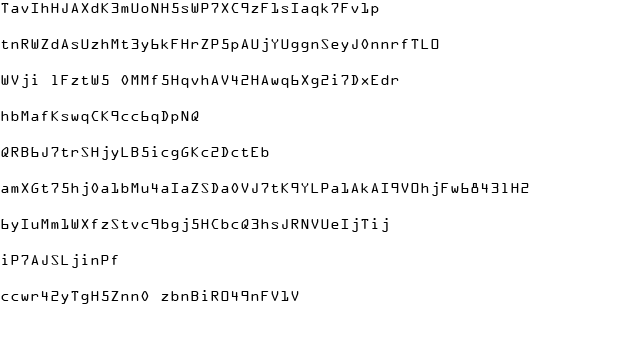 TavIhHJAXdK3mUoNH5sWP7XC9zF1sIaqk7Fv1p
tnRWZdAsUzhMt3y6kFHrZP5pAUjYUggnSeyJ0nnrfTLO
WVji lFztW5 0MMf5HqvhAV42HAwq6Xg2i7DxEdr
hbMafKswqCK9cc6qDpNQ
QRB6J7trSHjyLB5icgGKc2DctEb
amXGt75hj0a1bMu4aIaZSDa0VJ7tK9YLPa1AkAI9VOhjFw6843lH2
6yIuMm1WXfzStvc9bgj5HCbcQ3hsJRNVUeIjTij
iP7AJSLjinPf
ccwr42yTgH5Znn0 zbnBiRO49nFV1V